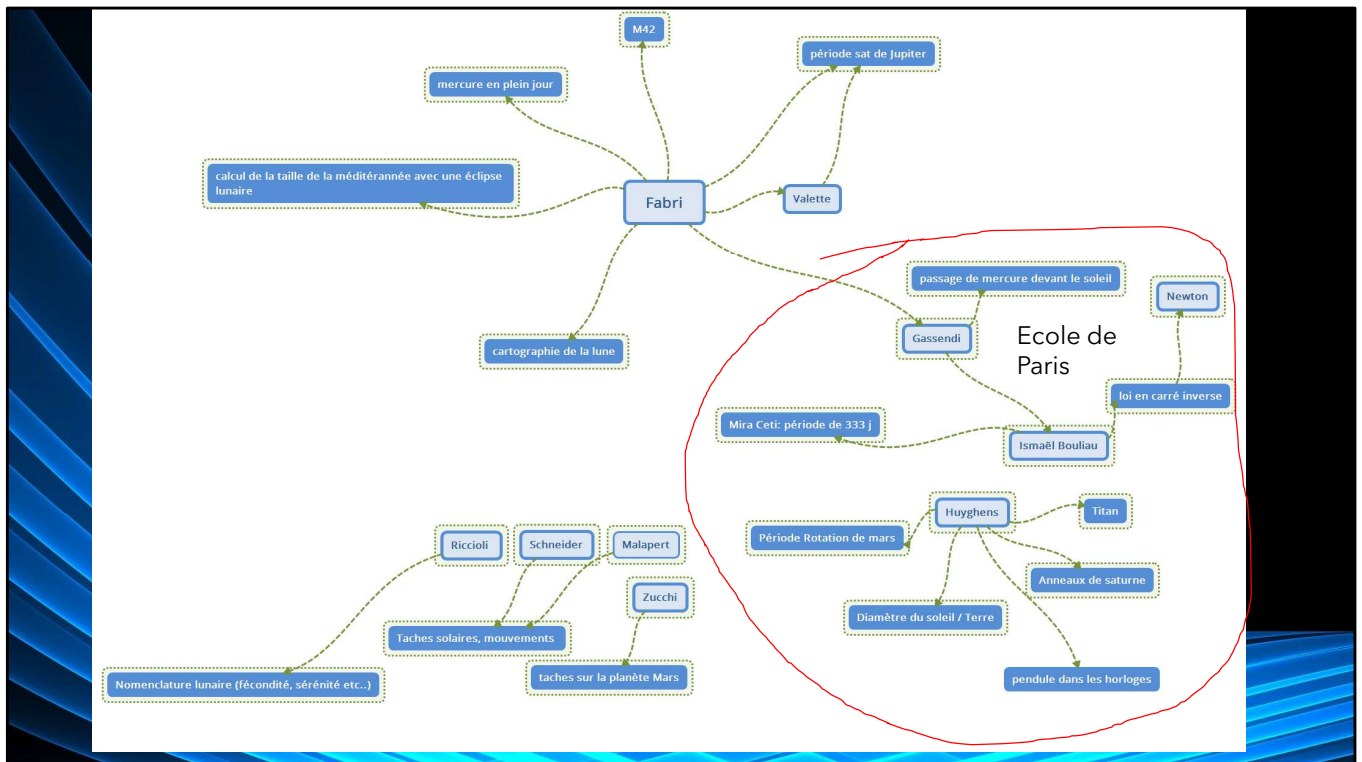 M42
période sat de Jupiter
mercure en plein jour
calcul de la taille de la méditérannée avec une éclipse
lunaire
Fabri
Valette
passage de mercure devant le soleil
Newton
Gassendi
Ecole de
Paris
cartographie de la lune
loi en carré inverse
Mira Ceti: période de 333 j
Ismaël Bouliau
Huyghens
Titan
Période Rotation de mars
Riccioli
Schneider
Malapert
Anneaux de saturne
Zucchi
Diamètre du soleil / Terre
Taches solaires, mouvements
taches sur la planète Mars
pendule dans les horloges
Nomenclature lunaire (fécondité, sérénité etc..)